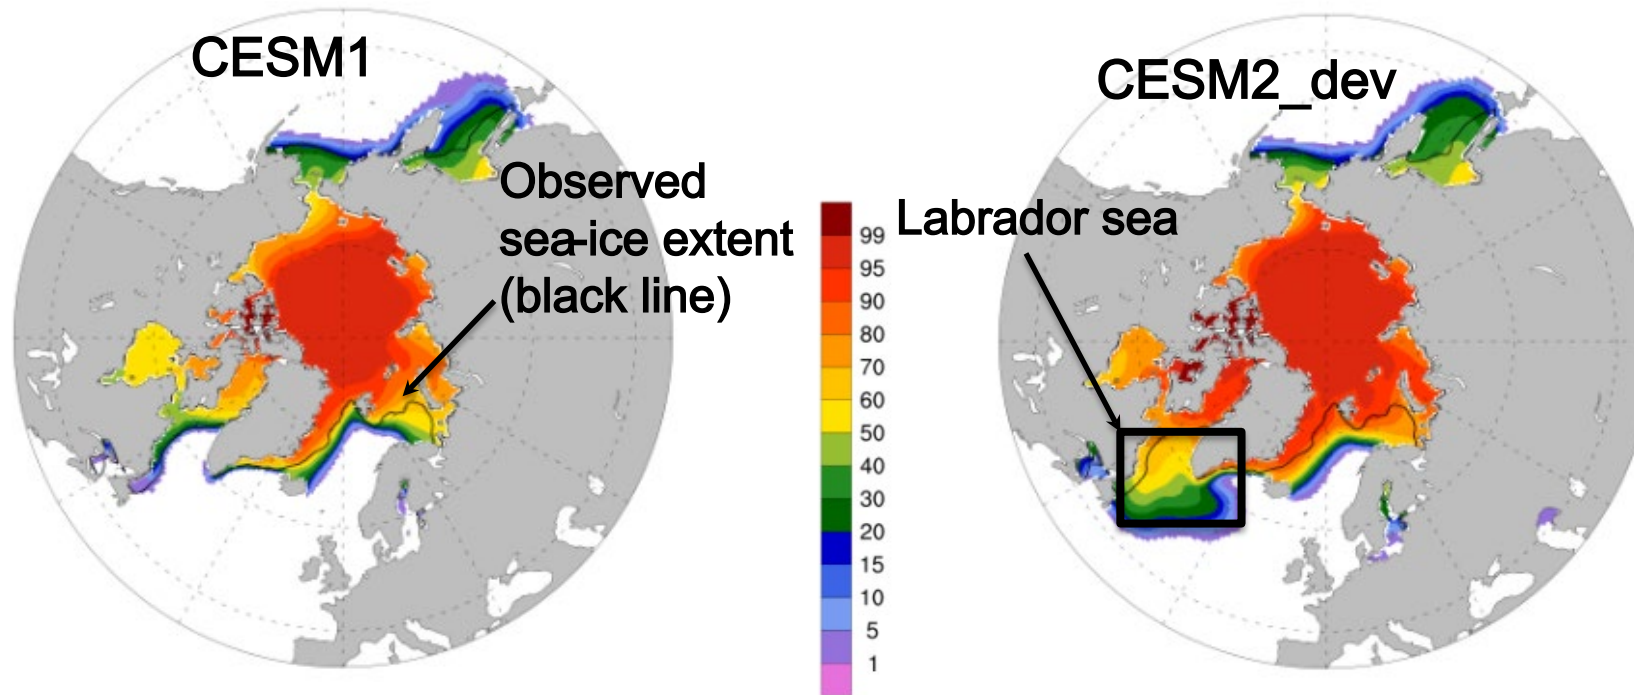 CESM1
Observed
sea-ice extent
(black line)
99
95
90
80
70
60
50
40
30
20
15
10
5
1
CESM2_dev
Labrador sea